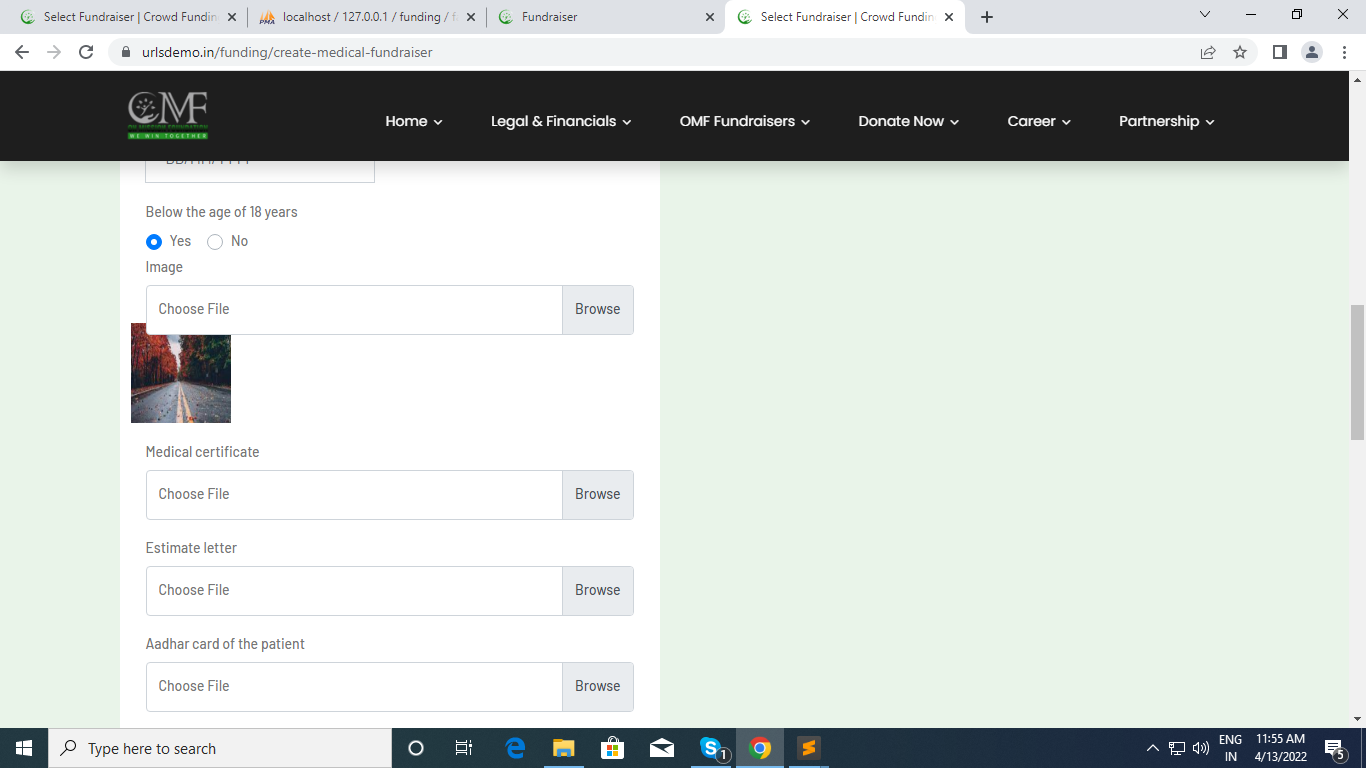 Select Fundraiser | Crowd Fundin
localhost / 127.0.0.1 / funding / f
Fundraiser
Select Fundraiser | Crowd Fundin
urlsdemo.in/funding/create-medical-fundraiser
OMF
WE WIN TOGETHER
Home
Legal & Financials
OMF Fundraisers
Donate Now
Career
Partnership
Below the age of 18 years
Yes No
Image
Choose File Browse
Medical certificate
Choose File Browse
Estimate letter
Choose File Browse
Aadhar card of the patient
Choose File Browse
Type here to search
1
ENG
IN
11:55 AM
4/13/2022
5